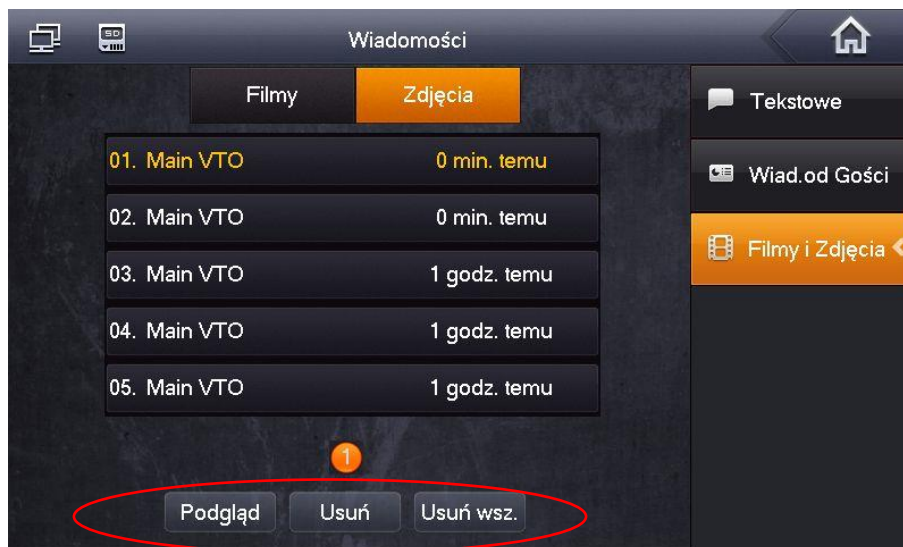 SD
Wiadomości
Filmy
Zdjęcia
01. Main VTO 0 min. temu
02. Main VTO 0 min. temu
03. Main VTO 1 godz. temu
04. Main VTO 1 godz. temu
05. Main VTO 1 godz. temu
1
Podgląd
Usuń
Usuń wsz.
Tekstowe
Wiad.od Gości
Filmy i Zdjęcia